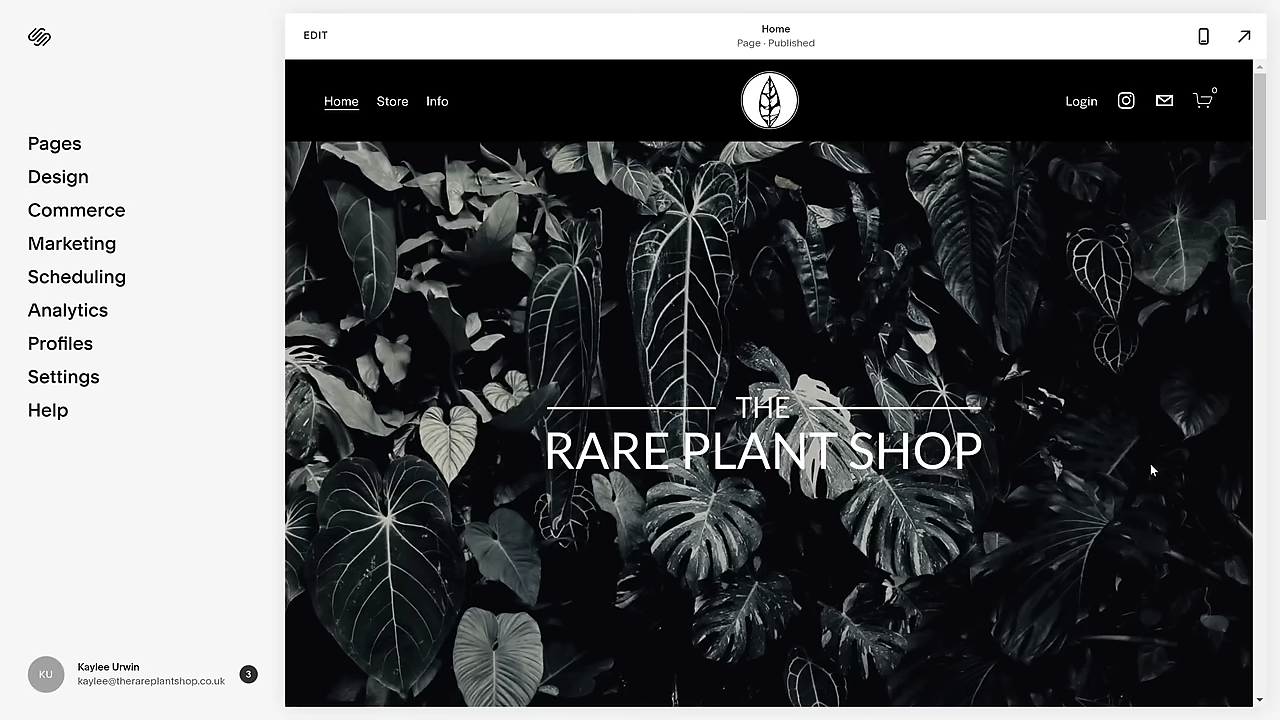 EDIT
Home
Page · Published
Pages
Design
Commerce
Marketing
Scheduling
Analytics
Profiles
Settings
Help
KU
Kaylee Urwin
kaylee@therareplantshop.co.uk
3
Home Store Info
Login
0
THE
RARE PLANT SHOP